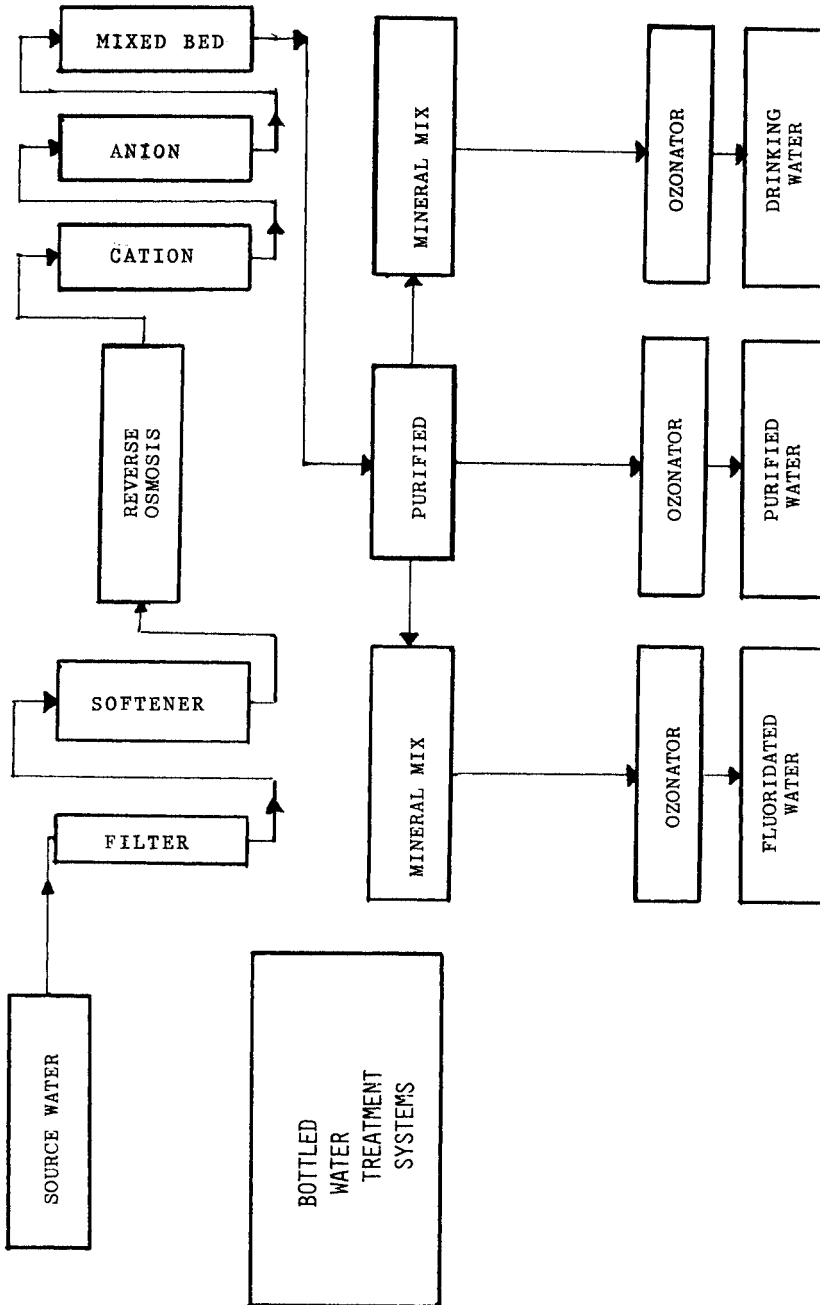 SOURCE WATER
FILTER
SOFTENER
REVERSE
OSMOSIS
CATION
ANION
MIXED BED
MINERAL MIX
PURIFIED
MINERAL MIX
OZONATOR
OZONATOR
OZONATOR
FLUORIDATED
WATER
PURIFIED
WATER
DRINKING
WATER
BOTTLED
WATER
TREATMENT
SYSTEMS